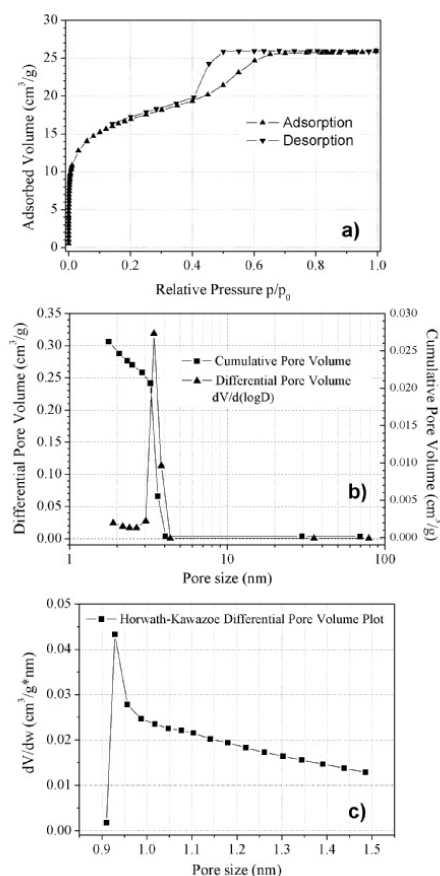 30
25
20
15
10
5
0
Adsorbed Volume (cm³/g)
Adsorption
Desorption
a)
0.0 0.2 0.4 0.6 0.8 1.0
Relative Pressure p/p₀
0.35
0.30
0.25
0.20
0.15
0.10
0.05
0.00
Differential Pore Volume (cm³/g)
Cumulative Pore Volume
Differential Pore Volume
dV/d(logD)
b)
0.030
0.025
0.020
0.015
0.010
0.005
0.000
Cumulative Pore Volume (cm³/g)
1 10 100
Pore size (nm)
0.05
0.04
0.03
0.02
0.01
0.00
dV/dw (cm³/g*nm)
Horwath-Kawazoe Differential Pore Volume Plot
c)
0.9 1.0 1.1 1.2 1.3 1.4 1.5
Pore size (nm)